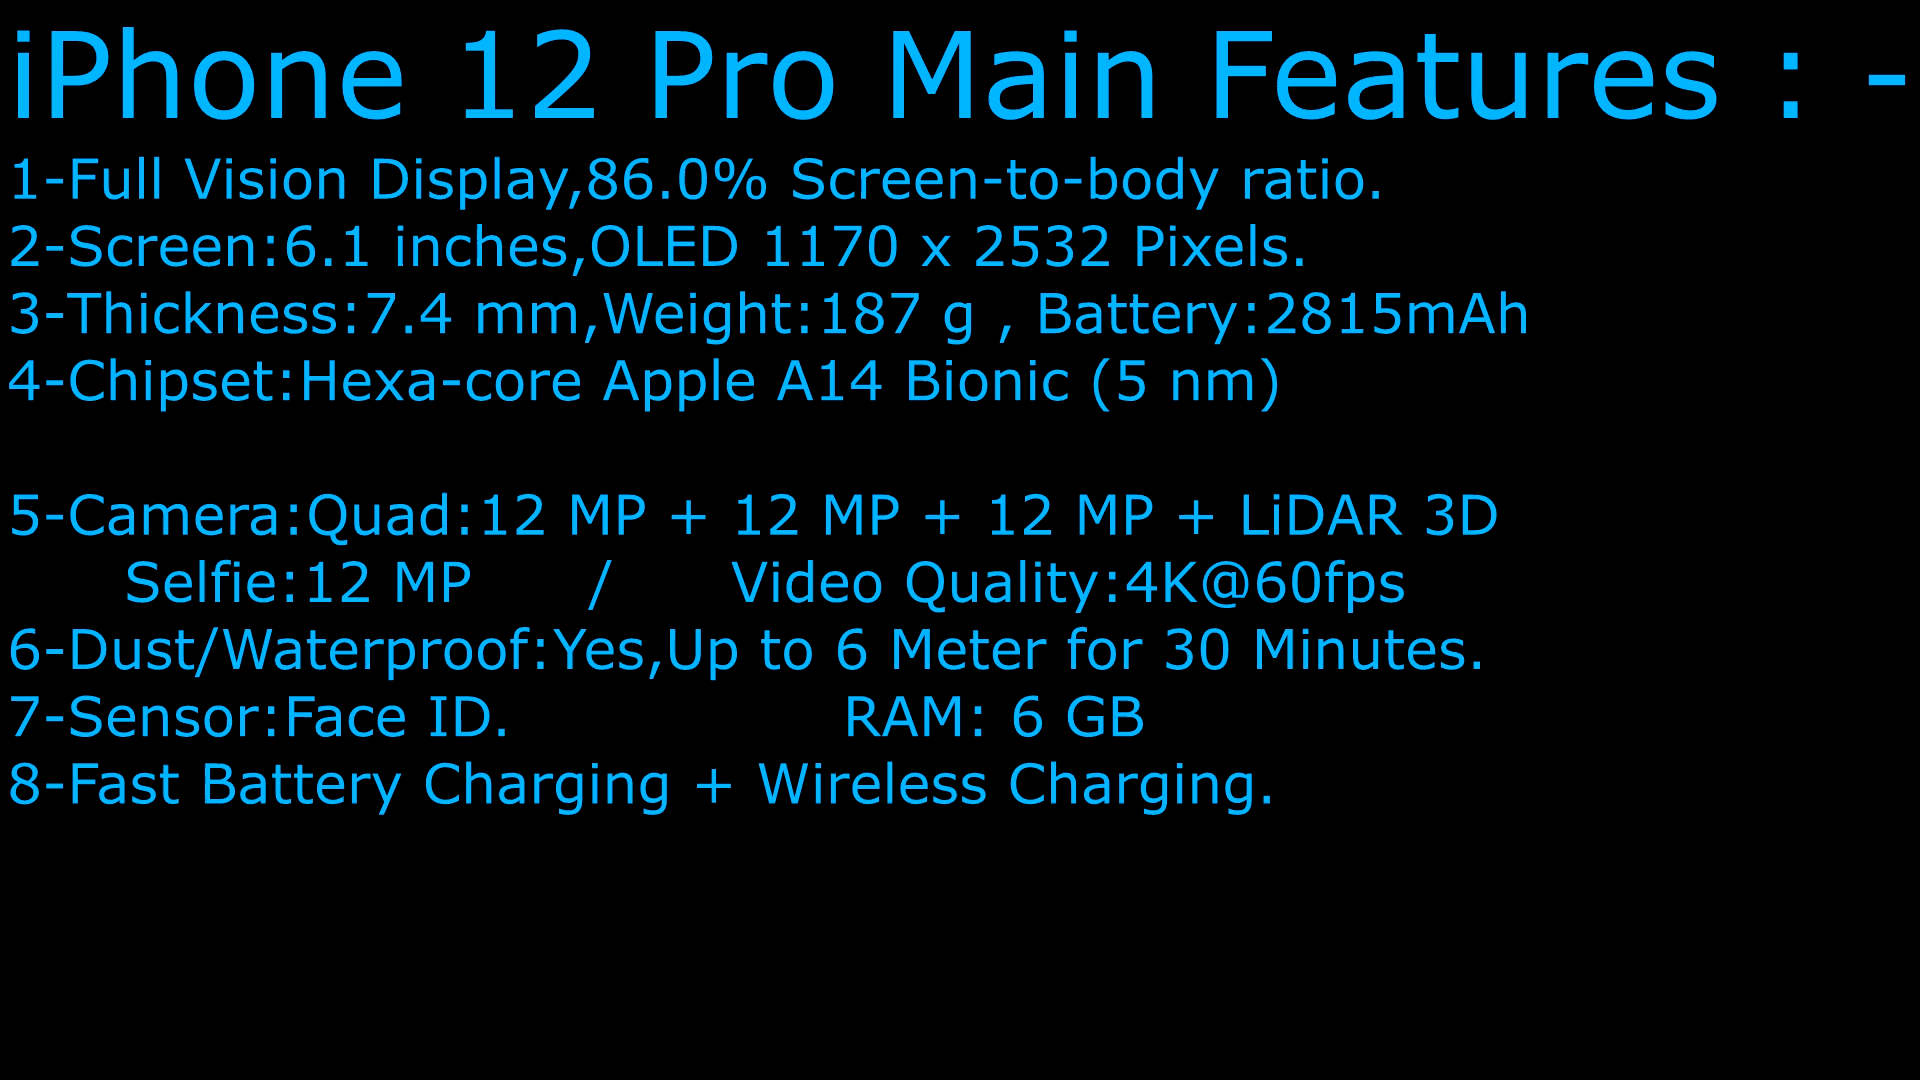 iPhone 12 Pro Main Features : -
1-Full Vision Display,86.0% Screen-to-body ratio.
2-Screen:6.1 inches,OLED 1170 x 2532 Pixels.
3-Thickness:7.4 mm,Weight:187 g , Battery:2815mAh
4-Chipset:Hexa-core Apple A14 Bionic (5 nm)
5-Camera:Quad:12 MP + 12 MP + 12 MP + LiDAR 3D
Selfie:12 MP / Video Quality:4K@60fps
6-Dust/Waterproof:Yes,Up to 6 Meter for 30 Minutes.
7-Sensor:Face ID. RAM: 6 GB
8-Fast Battery Charging + Wireless Charging.